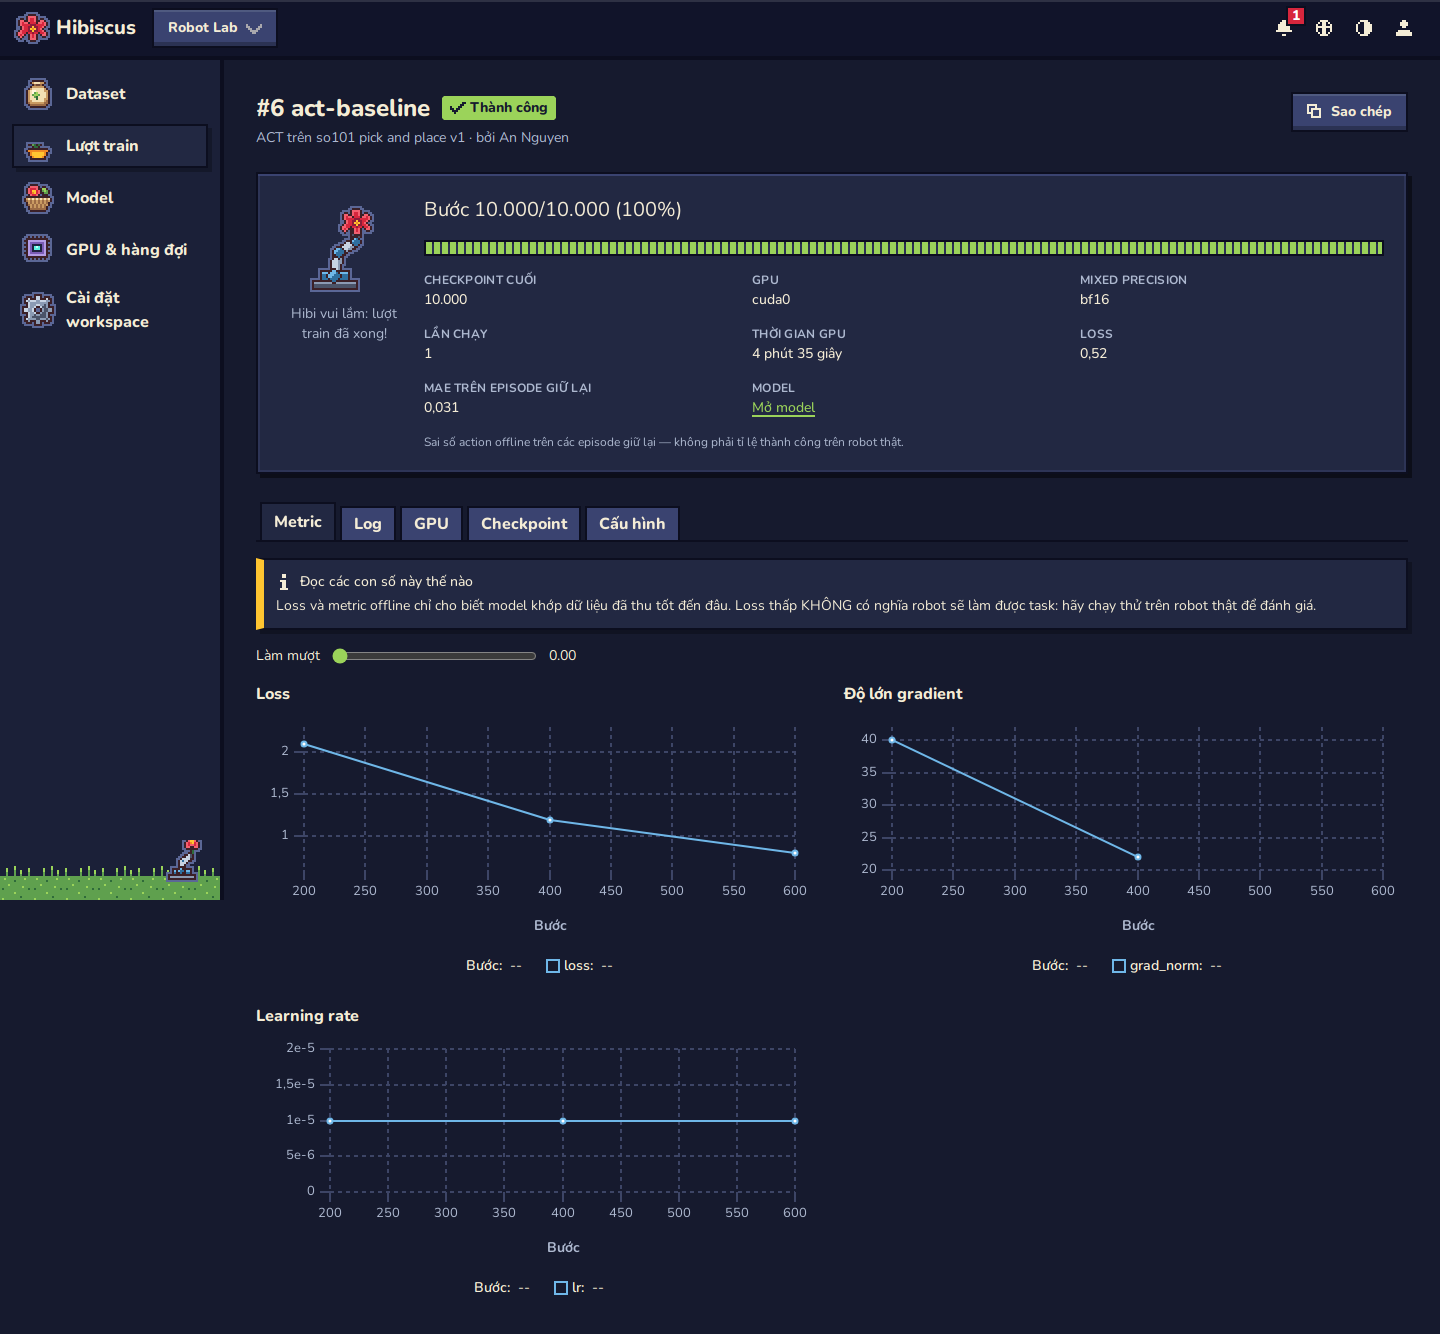 Hibiscus
Robot Lab
1
Dataset
Lượt train
Model
GPU & hàng đợi
Cài đặt
workspace
#6 act-baseline
Thành công
Sao chép
ACT trên so101 pick and place v1 · bởi An Nguyen
Bước 10.000/10.000 (100%)
Hibi vui lắm: lượt
train đã xong!
CHECKPOINT CUỐI
GPU
MIXED PRECISION
10.000
cuda0
bf16
LẦN CHẠY
THỜI GIAN GPU
LOSS
1
4 phút 35 giây
0,52
MAE TRÊN EPISODE GIỮ LẠI
MODEL
0,031
Mở model
Sai số action offline trên các episode giữ lại — không phải tỉ lệ thành công trên robot thật.
Metric
Log
GPU
Checkpoint
Cấu hình
Đọc các con số này thế nào
Loss và metric offline chỉ cho biết model khớp dữ liệu đã thu tốt đến đâu. Loss thấp KHÔNG có nghĩa robot sẽ làm được task: hãy chạy thử trên robot thật để đánh giá.
Làm mượt
0.00
Loss
2
1,5
1
200 250 300 350 400 450 500 550 600
Bước
Bước: -- loss: --
Độ lớn gradient
40
35
30
25
20
200 250 300 350 400 450 500 550 600
Bước
Bước: -- grad_norm: --
Learning rate
2e-5
1,5e-5
1e-5
5e-6
0
200 250 300 350 400 450 500 550 600
Bước
Bước: -- lr: --